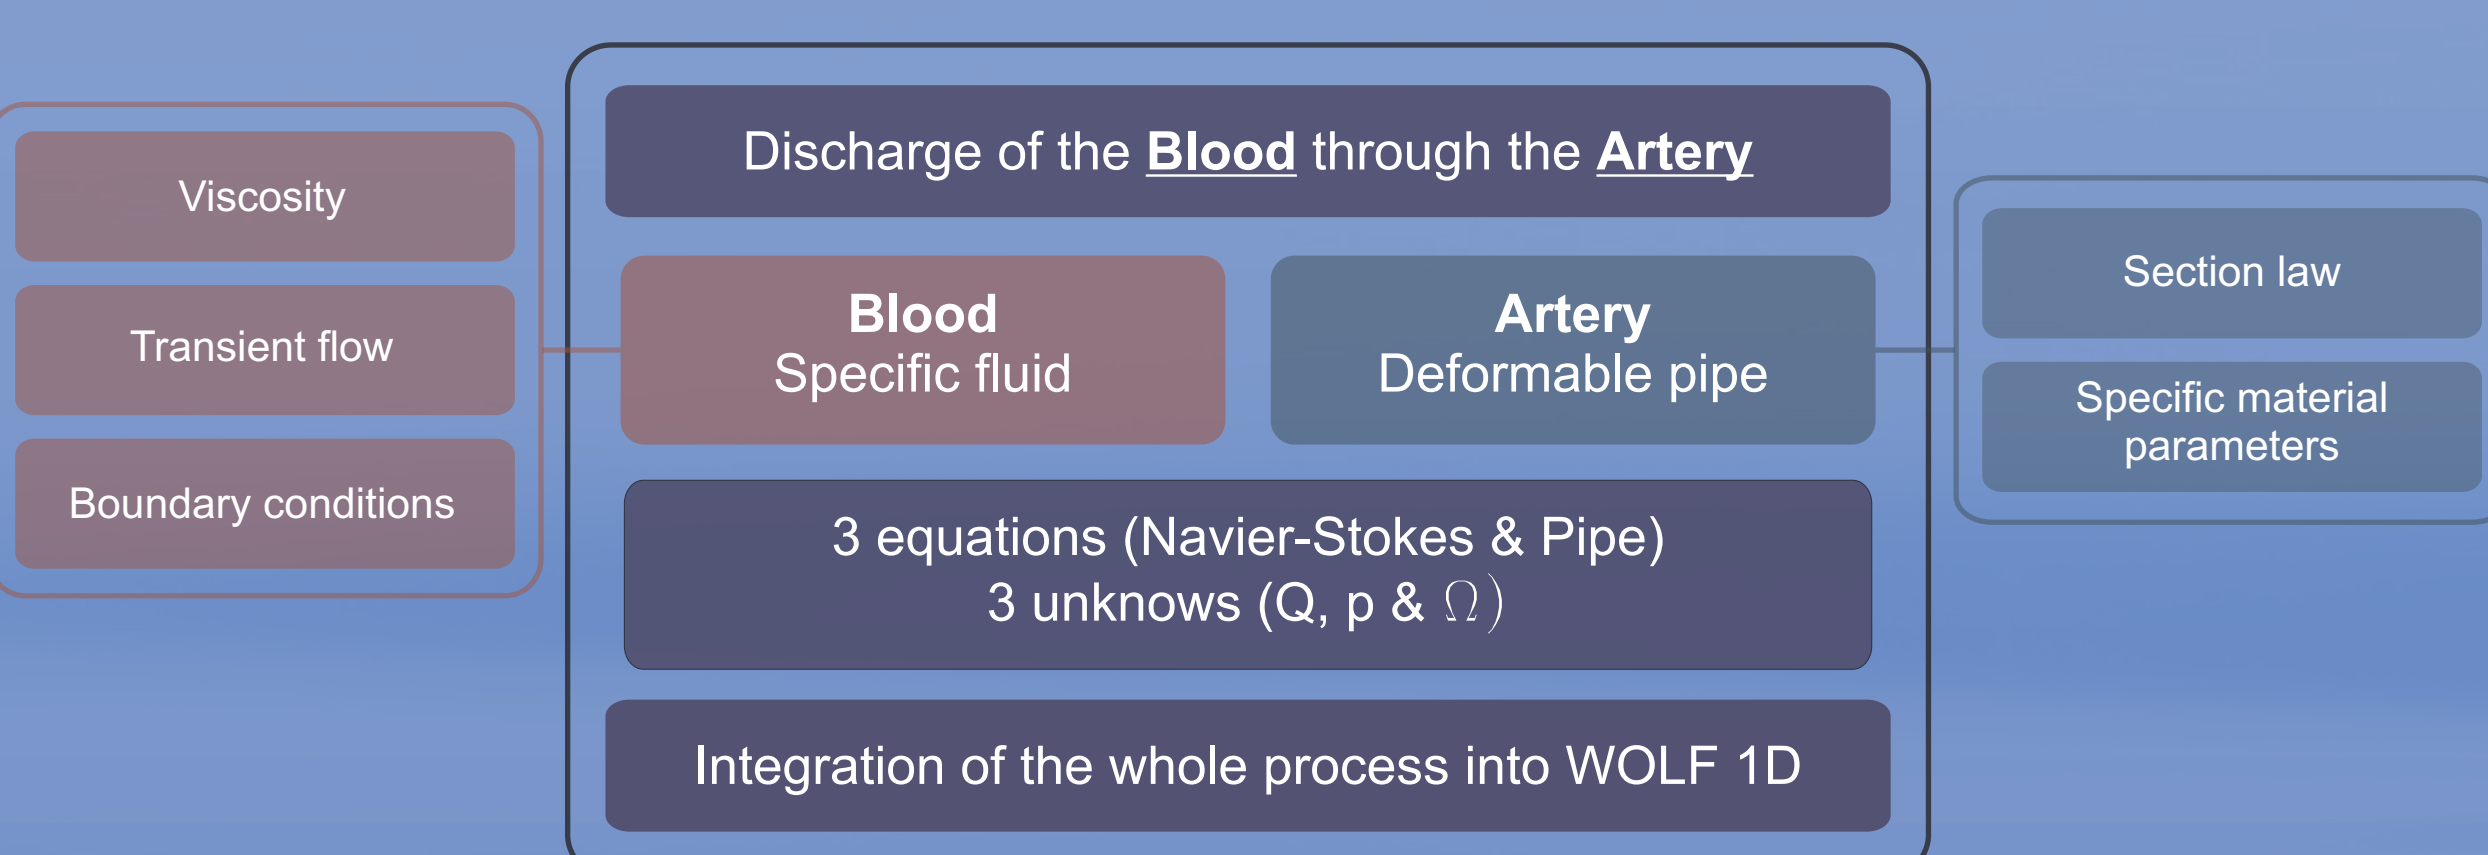 Discharge of the Blood through the Artery
Viscosity
Transient flow
Boundary conditions
Blood
Specific fluid
Artery
Deformable pipe
Section law
Specific material
parameters
3 equations (Navier-Stokes & Pipe)
3 unknows (Q, p & Ω)
Integration of the whole process into WOLF 1D